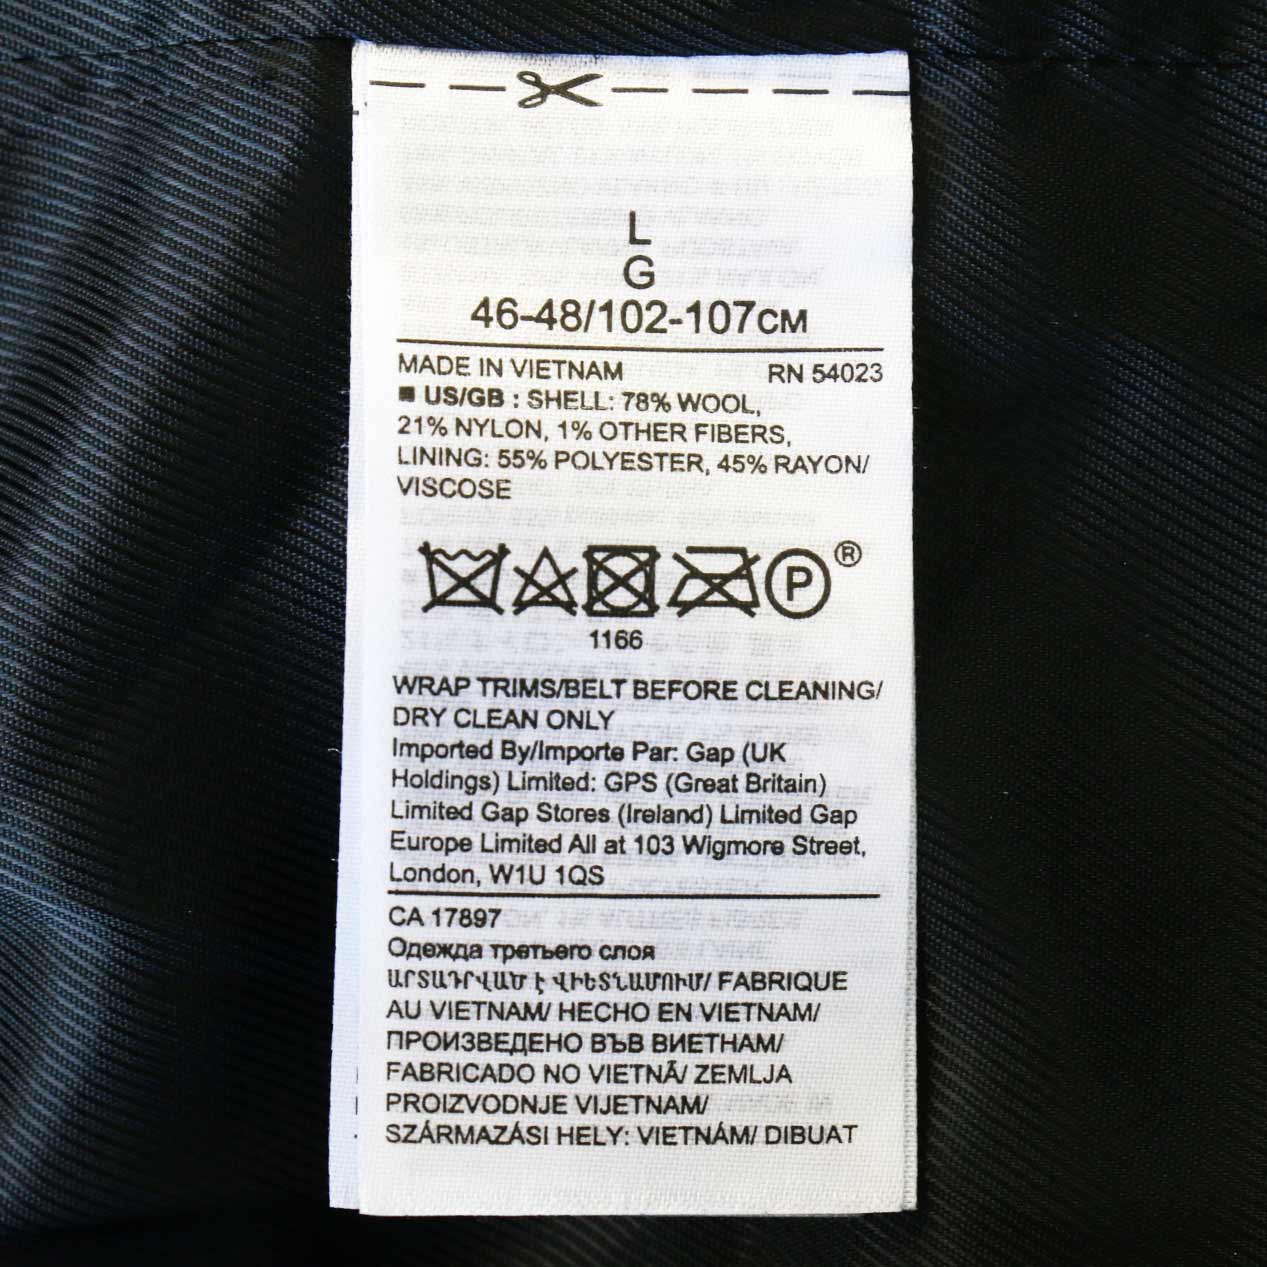 L
G
46-48/102-107CM
MADE IN VIETNAM RN 54023
■ US/GB : SHELL: 78% WOOL,
21% NYLON, 1% OTHER FIBERS,
LINING: 55% POLYESTER, 45% RAYON/
VISCOSE
P ®
1166
WRAP TRIMS/BELT BEFORE CLEANING/
DRY CLEAN ONLY
Imported By/Importe Par: Gap (UK
Holdings) Limited: GPS (Great Britain)
Limited Gap Stores (Ireland) Limited Gap
Europe Limited All at 103 Wigmore Street,
London, W1U 1QS
CA 17897
Одежда третьего слоя
ԱՐՏԱԴՐՎԱԾ Է ՎԻԵՏՆԱՄՈՒՄ/ FABRIQUE
AU VIETNAM/ HECHO EN VIETNAM/
ПРОИЗВЕДЕНО ВЪВ ВИЕТНАМ/
FABRICADO NO VIETNÃ/ ZEMLJA
PROIZVODNJE VIJETNAM/
SZÁRMAZÁSI HELY: VIETNÁM/ DIBUAT